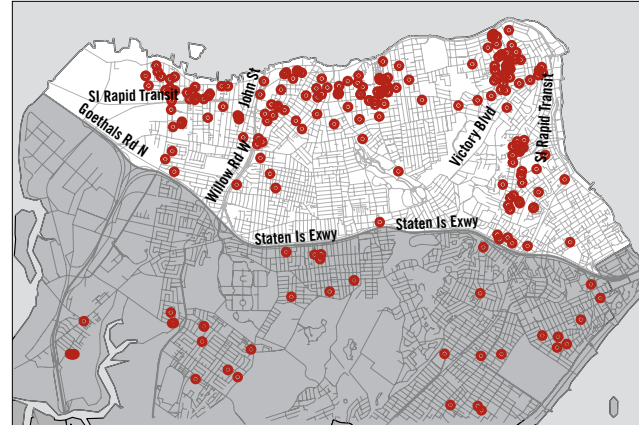 John St
SI Rapid Transit
Goethals Rd N
Willow Rd W
Victory Blvd
SI Rapid Transit
Staten Is Exwy
Staten Is Exwy